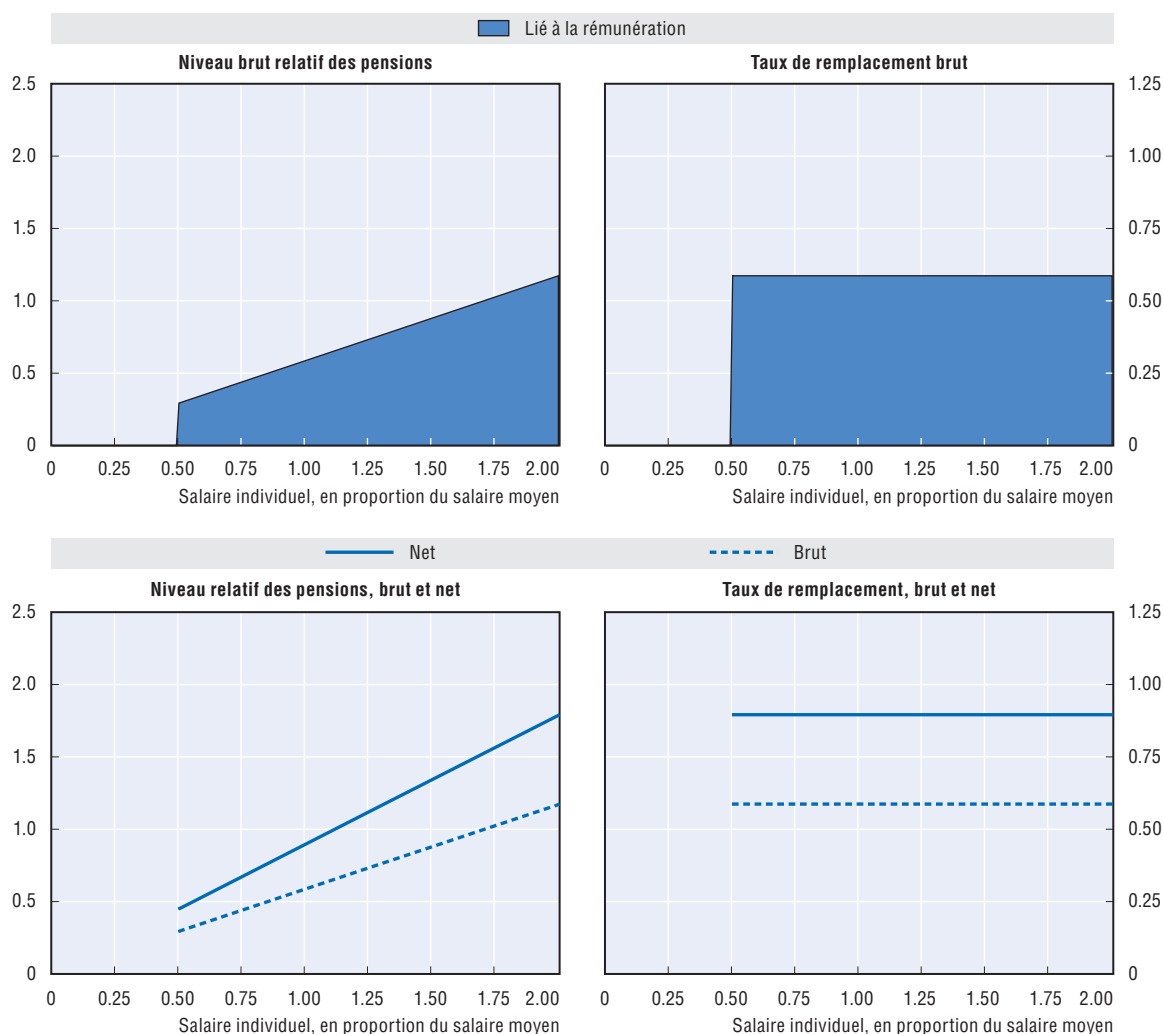 Lié à la rémunération
Niveau brut relatif des pensions
Taux de remplacement brut
2.5
2.0
1.5
1.0
0.5
0
1.25
1.00
0.75
0.50
0.25
0
0 0.25 0.50 0.75 1.00 1.25 1.50 1.75 2.00
Salaire individuel, en proportion du salaire moyen
0 0.25 0.50 0.75 1.00 1.25 1.50 1.75 2.00
Salaire individuel, en proportion du salaire moyen
Net Brut
Niveau relatif des pensions, brut et net
Taux de remplacement, brut et net
2.5
2.0
1.5
1.0
0.5
0
1.25
1.00
0.75
0.50
0.25
0
0 0.25 0.50 0.75 1.00 1.25 1.50 1.75 2.00
Salaire individuel, en proportion du salaire moyen
0 0.25 0.50 0.75 1.00 1.25 1.50 1.75 2.00
Salaire individuel, en proportion du salaire moyen